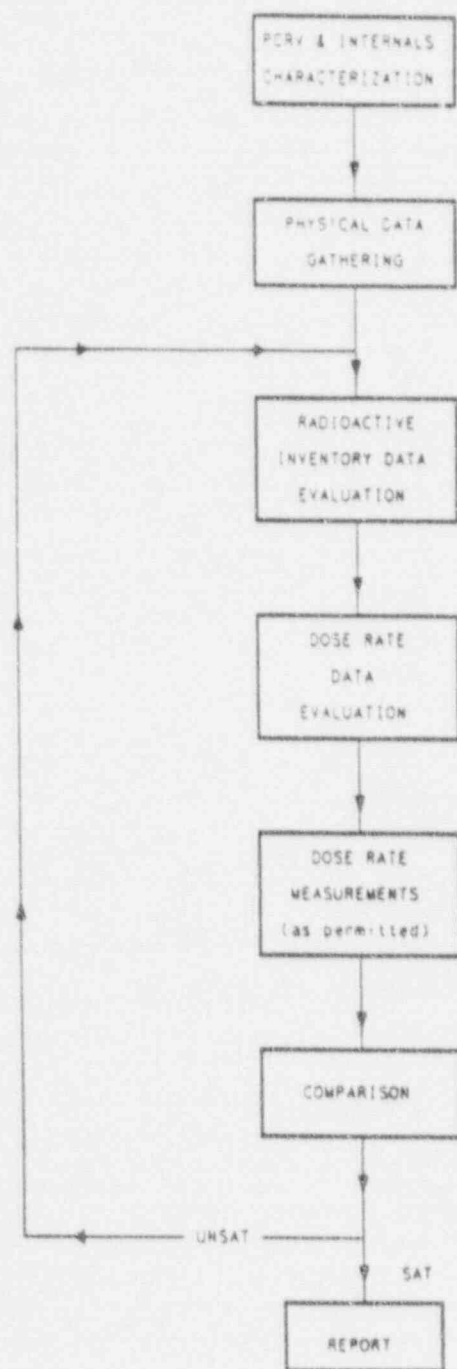 PCRV & INTERNALS
CHARACTERIZATION
PHYSICAL DATA
GATHERING
RADIOACTIVE
INVENTORY DATA
EVALUATION
DOSE RATE
DATA
EVALUATION
DOSE RATE
MEASUREMENTS
(as permitted)
COMPARISON
UNSAT
SAT
REPORT